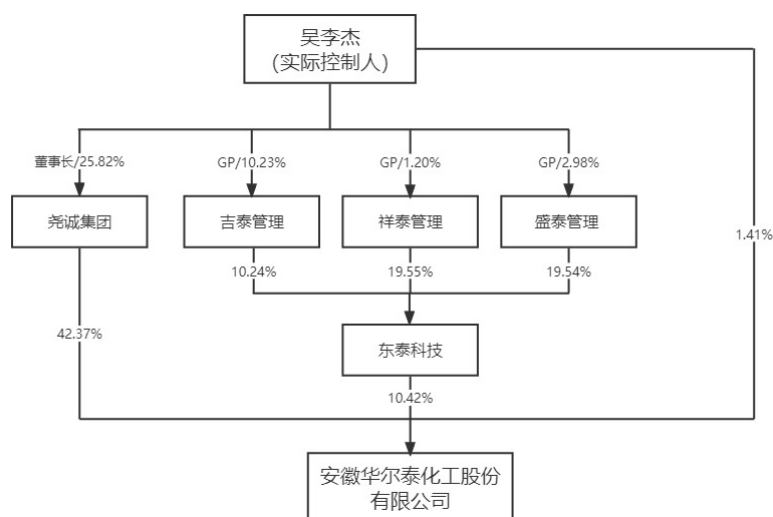 吴李杰
(实际控制人)
董事长/25.82%
GP/10.23%
GP/1.20%
GP/2.98%
尧诚集团
吉泰管理
祥泰管理
盛泰管理
1.41%
10.24%
19.55%
19.54%
42.37%
东泰科技
10.42%
安徽华尔泰化工股份
有限公司